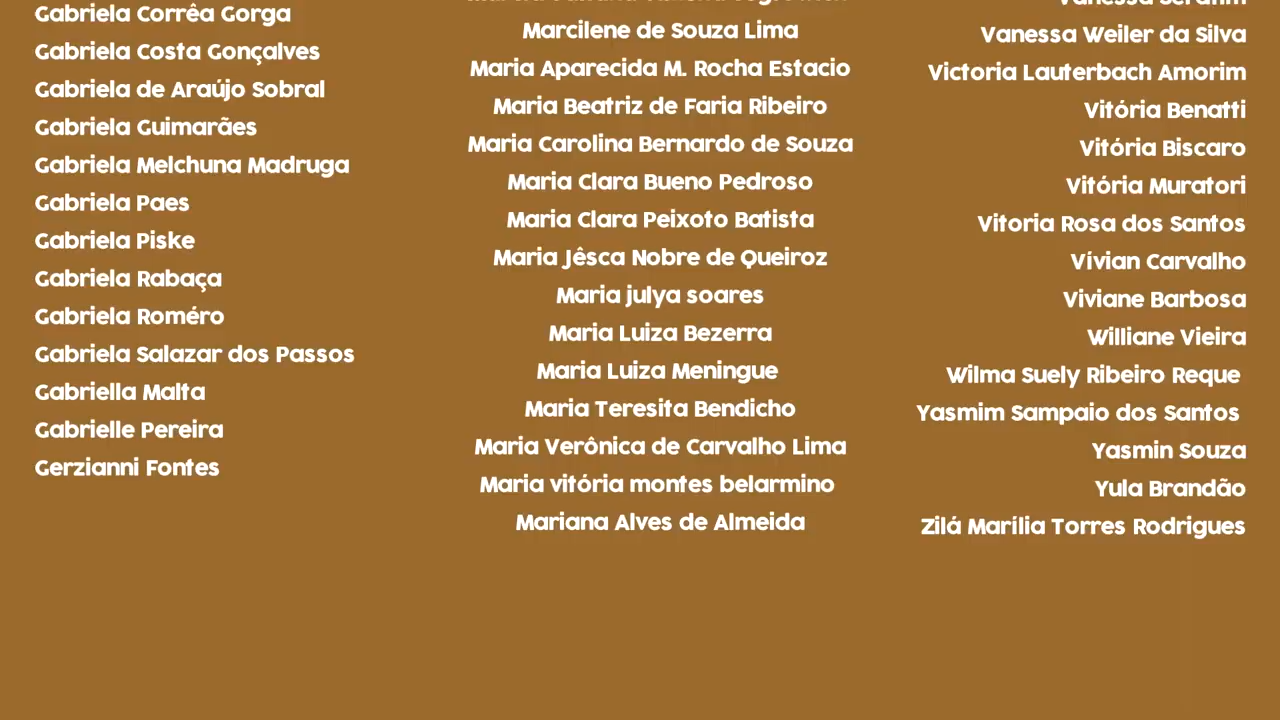 Gabriela Corrêa Gorga
Gabriela Costa Gonçalves
Gabriela de Araújo Sobral
Gabriela Guimarães
Gabriela Melchuna Madruga
Gabriela Paes
Gabriela Piske
Gabriela Rabaça
Gabriela Roméro
Gabriela Salazar dos Passos
Gabriella Malta
Gabrielle Pereira
Gerzianni Fontes
Marcilene de Souza Lima
Maria Aparecida M. Rocha Estacio
Maria Beatriz de Faria Ribeiro
Maria Carolina Bernardo de Souza
Maria Clara Bueno Pedroso
Maria Clara Peixoto Batista
Maria Jêsca Nobre de Queiroz
Maria julya soares
Maria Luiza Bezerra
Maria Luiza Meningue
Maria Teresita Bendicho
Maria Verônica de Carvalho Lima
Maria vitória montes belarmino
Mariana Alves de Almeida
Vanessa Serafim
Vanessa Weiler da Silva
Victoria Lauterbach Amorim
Vitória Benatti
Vitória Biscaro
Vitória Muratori
Vitoria Rosa dos Santos
Vívian Carvalho
Viviane Barbosa
Williane Vieira
Wilma Suely Ribeiro Reque
Yasmim Sampaio dos Santos
Yasmin Souza
Yula Brandão
Zilá Marília Torres Rodrigues